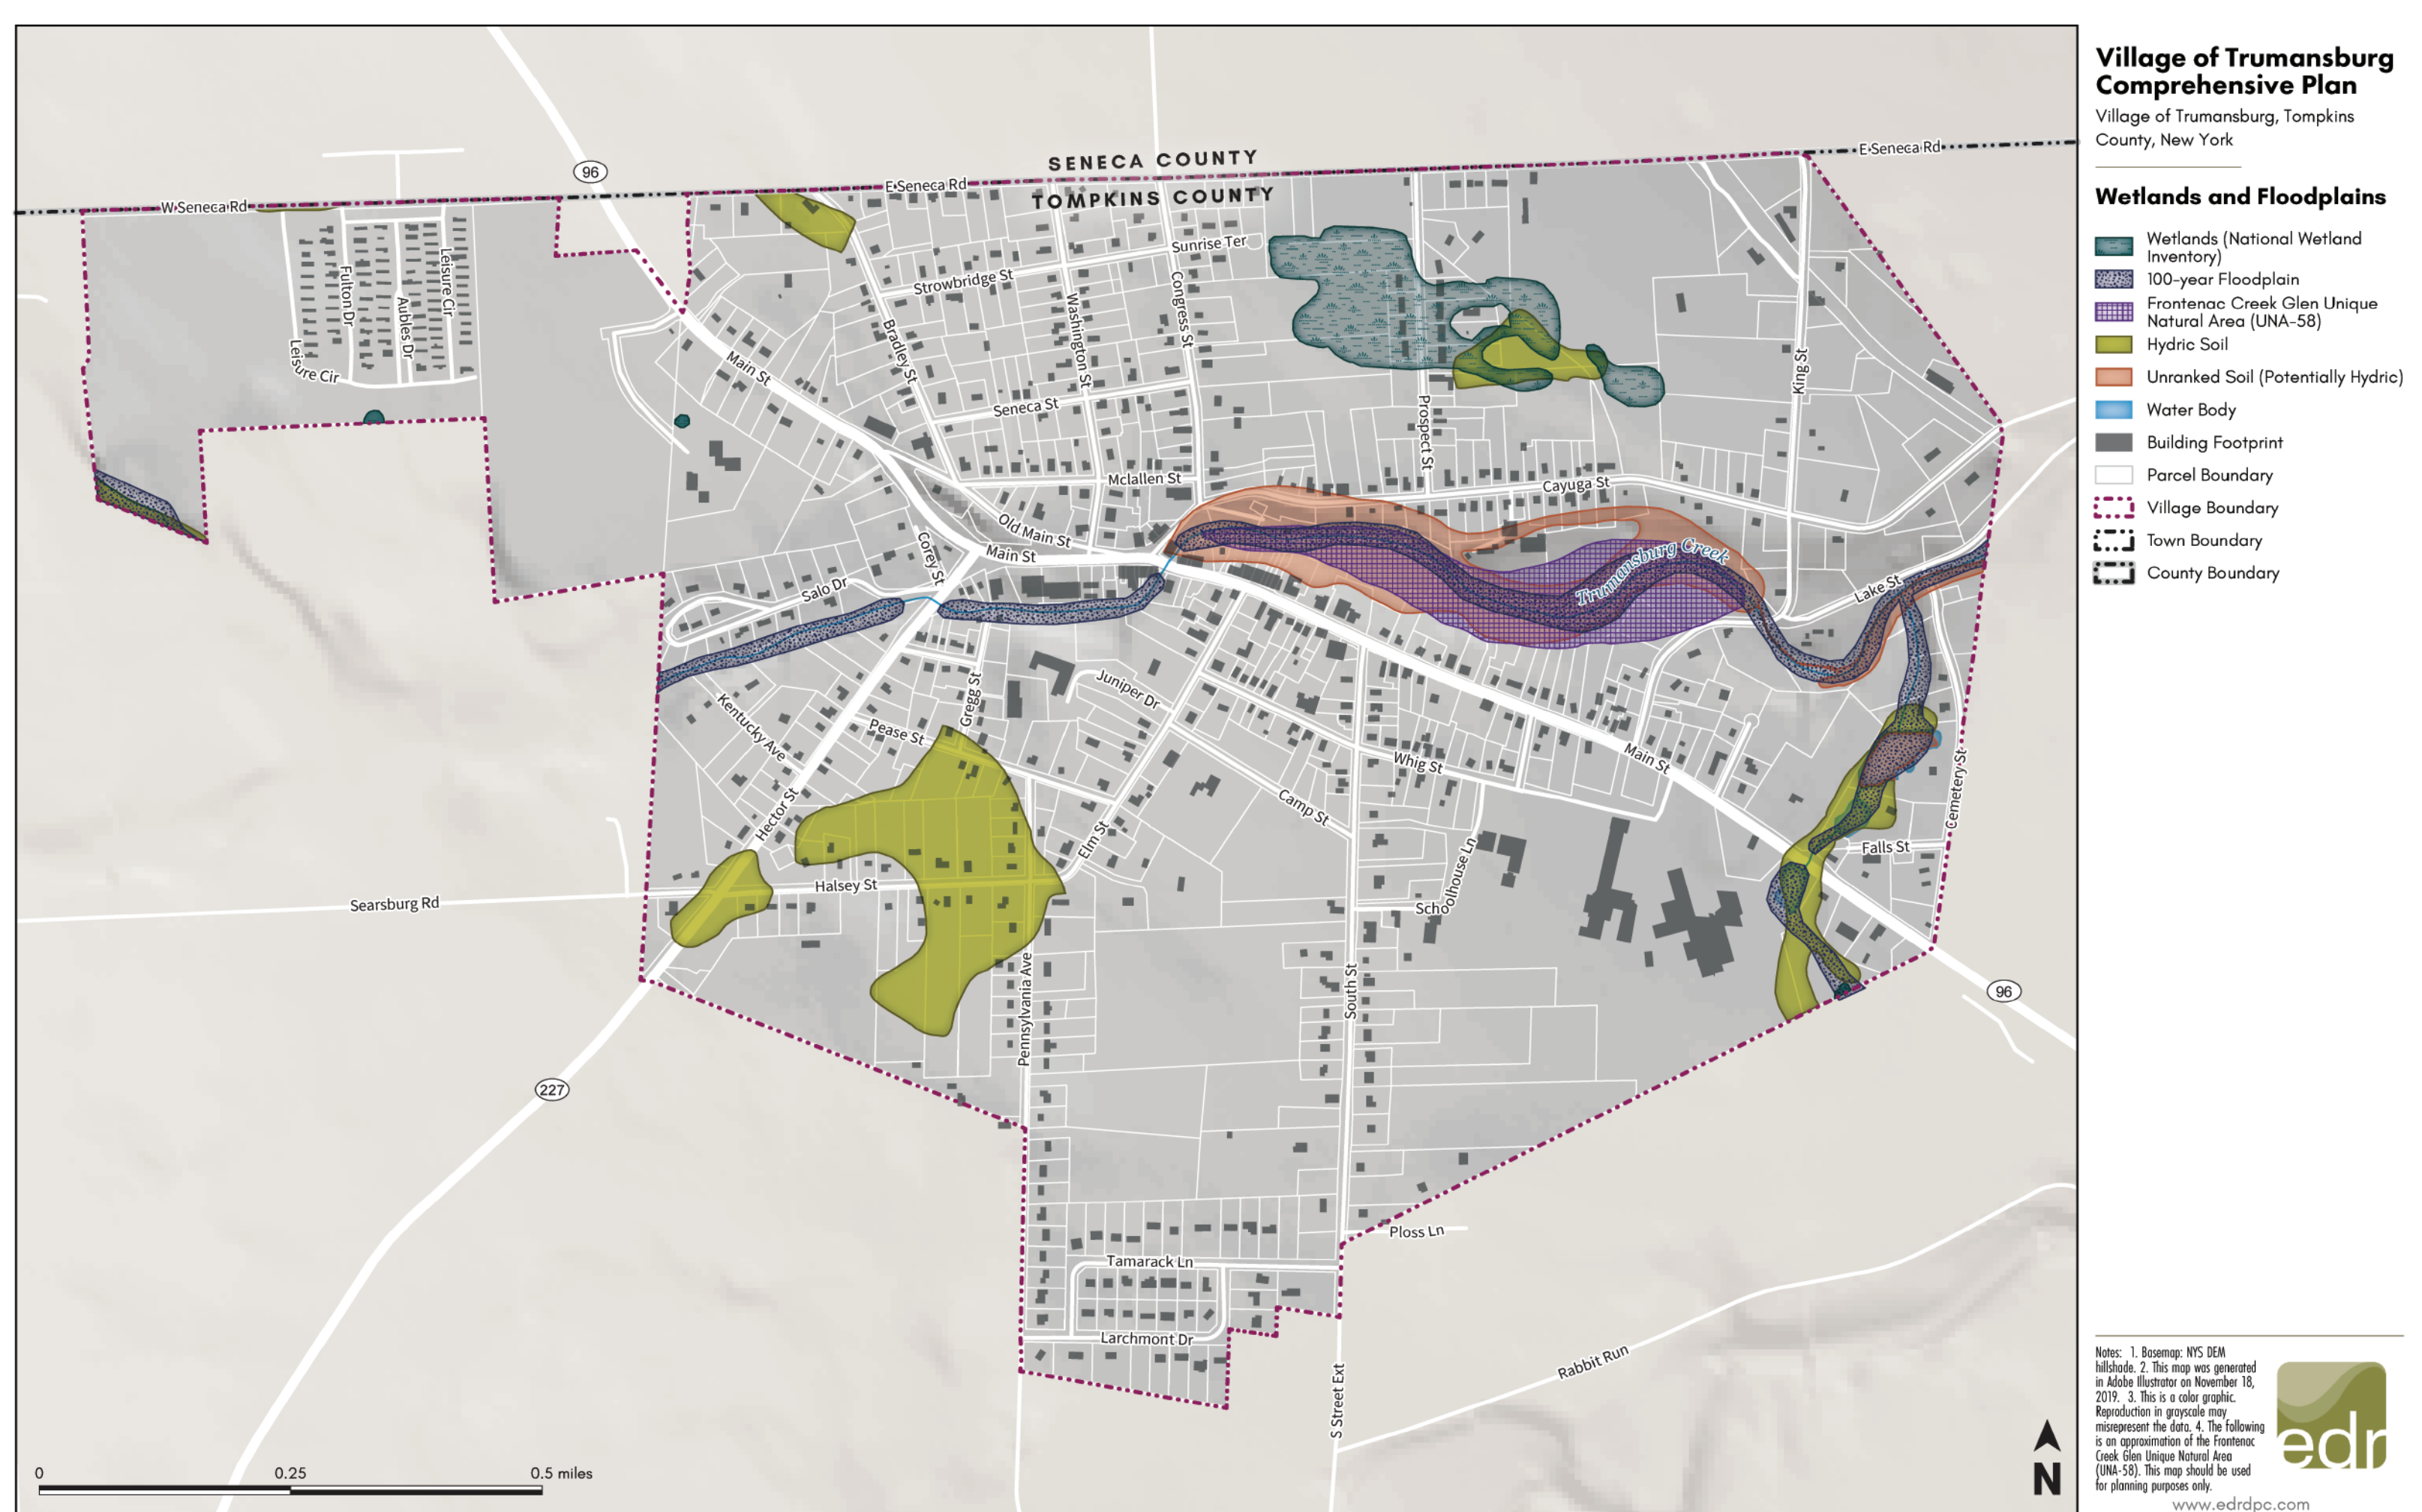 Village of Trumansburg
Comprehensive Plan
Village of Trumansburg, Tompkins
County, New York
Wetlands and Floodplains
Wetlands (National Wetland
Inventory)
100-year Floodplain
Frontenac Creek Glen Unique
Natural Area (UNA-58)
Hydric Soil
Unranked Soil (Potentially Hydric)
Water Body
Building Footprint
Parcel Boundary
Village Boundary
Town Boundary
County Boundary
SENECA COUNTY
TOMPKINS COUNTY
96
W Seneca Rd
E Seneca Rd
E Seneca Rd
Sunrise Ter
Strowbridge St
Fulton Dr
Aubles Dr
Leisure Cir
Leisure Cir
Main St
Bradley St
Washington St
Congress St
Seneca St
Prospect St
King St
Mclallen St
Cayuga St
Old Main St
Main St
Corey St
Salo Dr
Trumansburg Creek
Lake St
Kentucky Ave
Pease St
Gregg St
Juniper Dr
Hector St
Elm St
Camp St
Whig St
Main St
Cemetery St
Falls St
Searsburg Rd
Halsey St
Schoolhouse Ln
Pennsylvania Ave
South St
96
227
Ploss Ln
Tamarack Ln
Larchmont Dr
S Street Ext
Rabbit Run
0 0.25 0.5 miles
N
Notes: 1. Basemap: NYS DEM
hillshade. 2. This map was generated
in Adobe Illustrator on November 18,
2019. 3. This is a color graphic.
Reproduction in grayscale may
misrepresent the data. 4. The following
is an approximation of the Frontenac
Creek Glen Unique Natural Area
(UNA-58). This map should be used
for planning purposes only.
edr
www.edrdpc.com